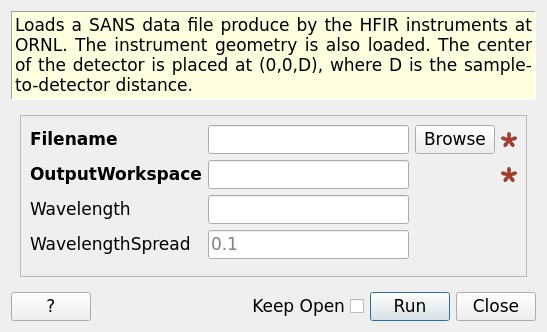 Loads a SANS data file produce by the HFIR instruments at
ORNL. The instrument geometry is also loaded. The center
of the detector is placed at (0,0,D), where D is the sample-
to-detector distance.
Filename Browse *
OutputWorkspace *
Wavelength
WavelengthSpread 0.1
? Keep Open Run Close